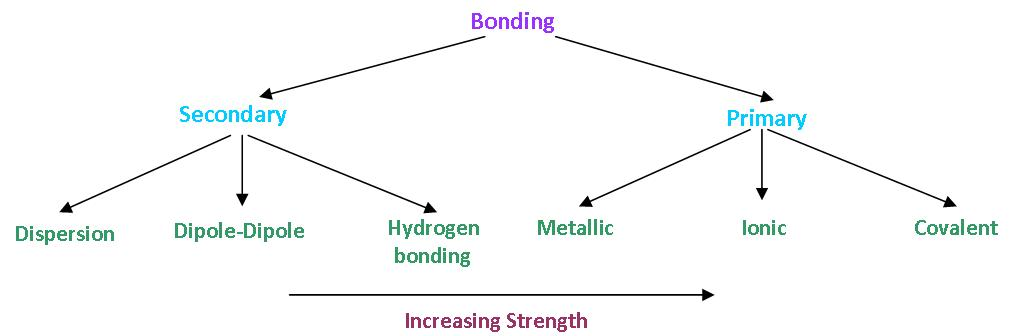 Bonding
Secondary
Primary
Dispersion
Dipole-Dipole
Hydrogen
bonding
Metallic
Ionic
Covalent
Increasing Strength